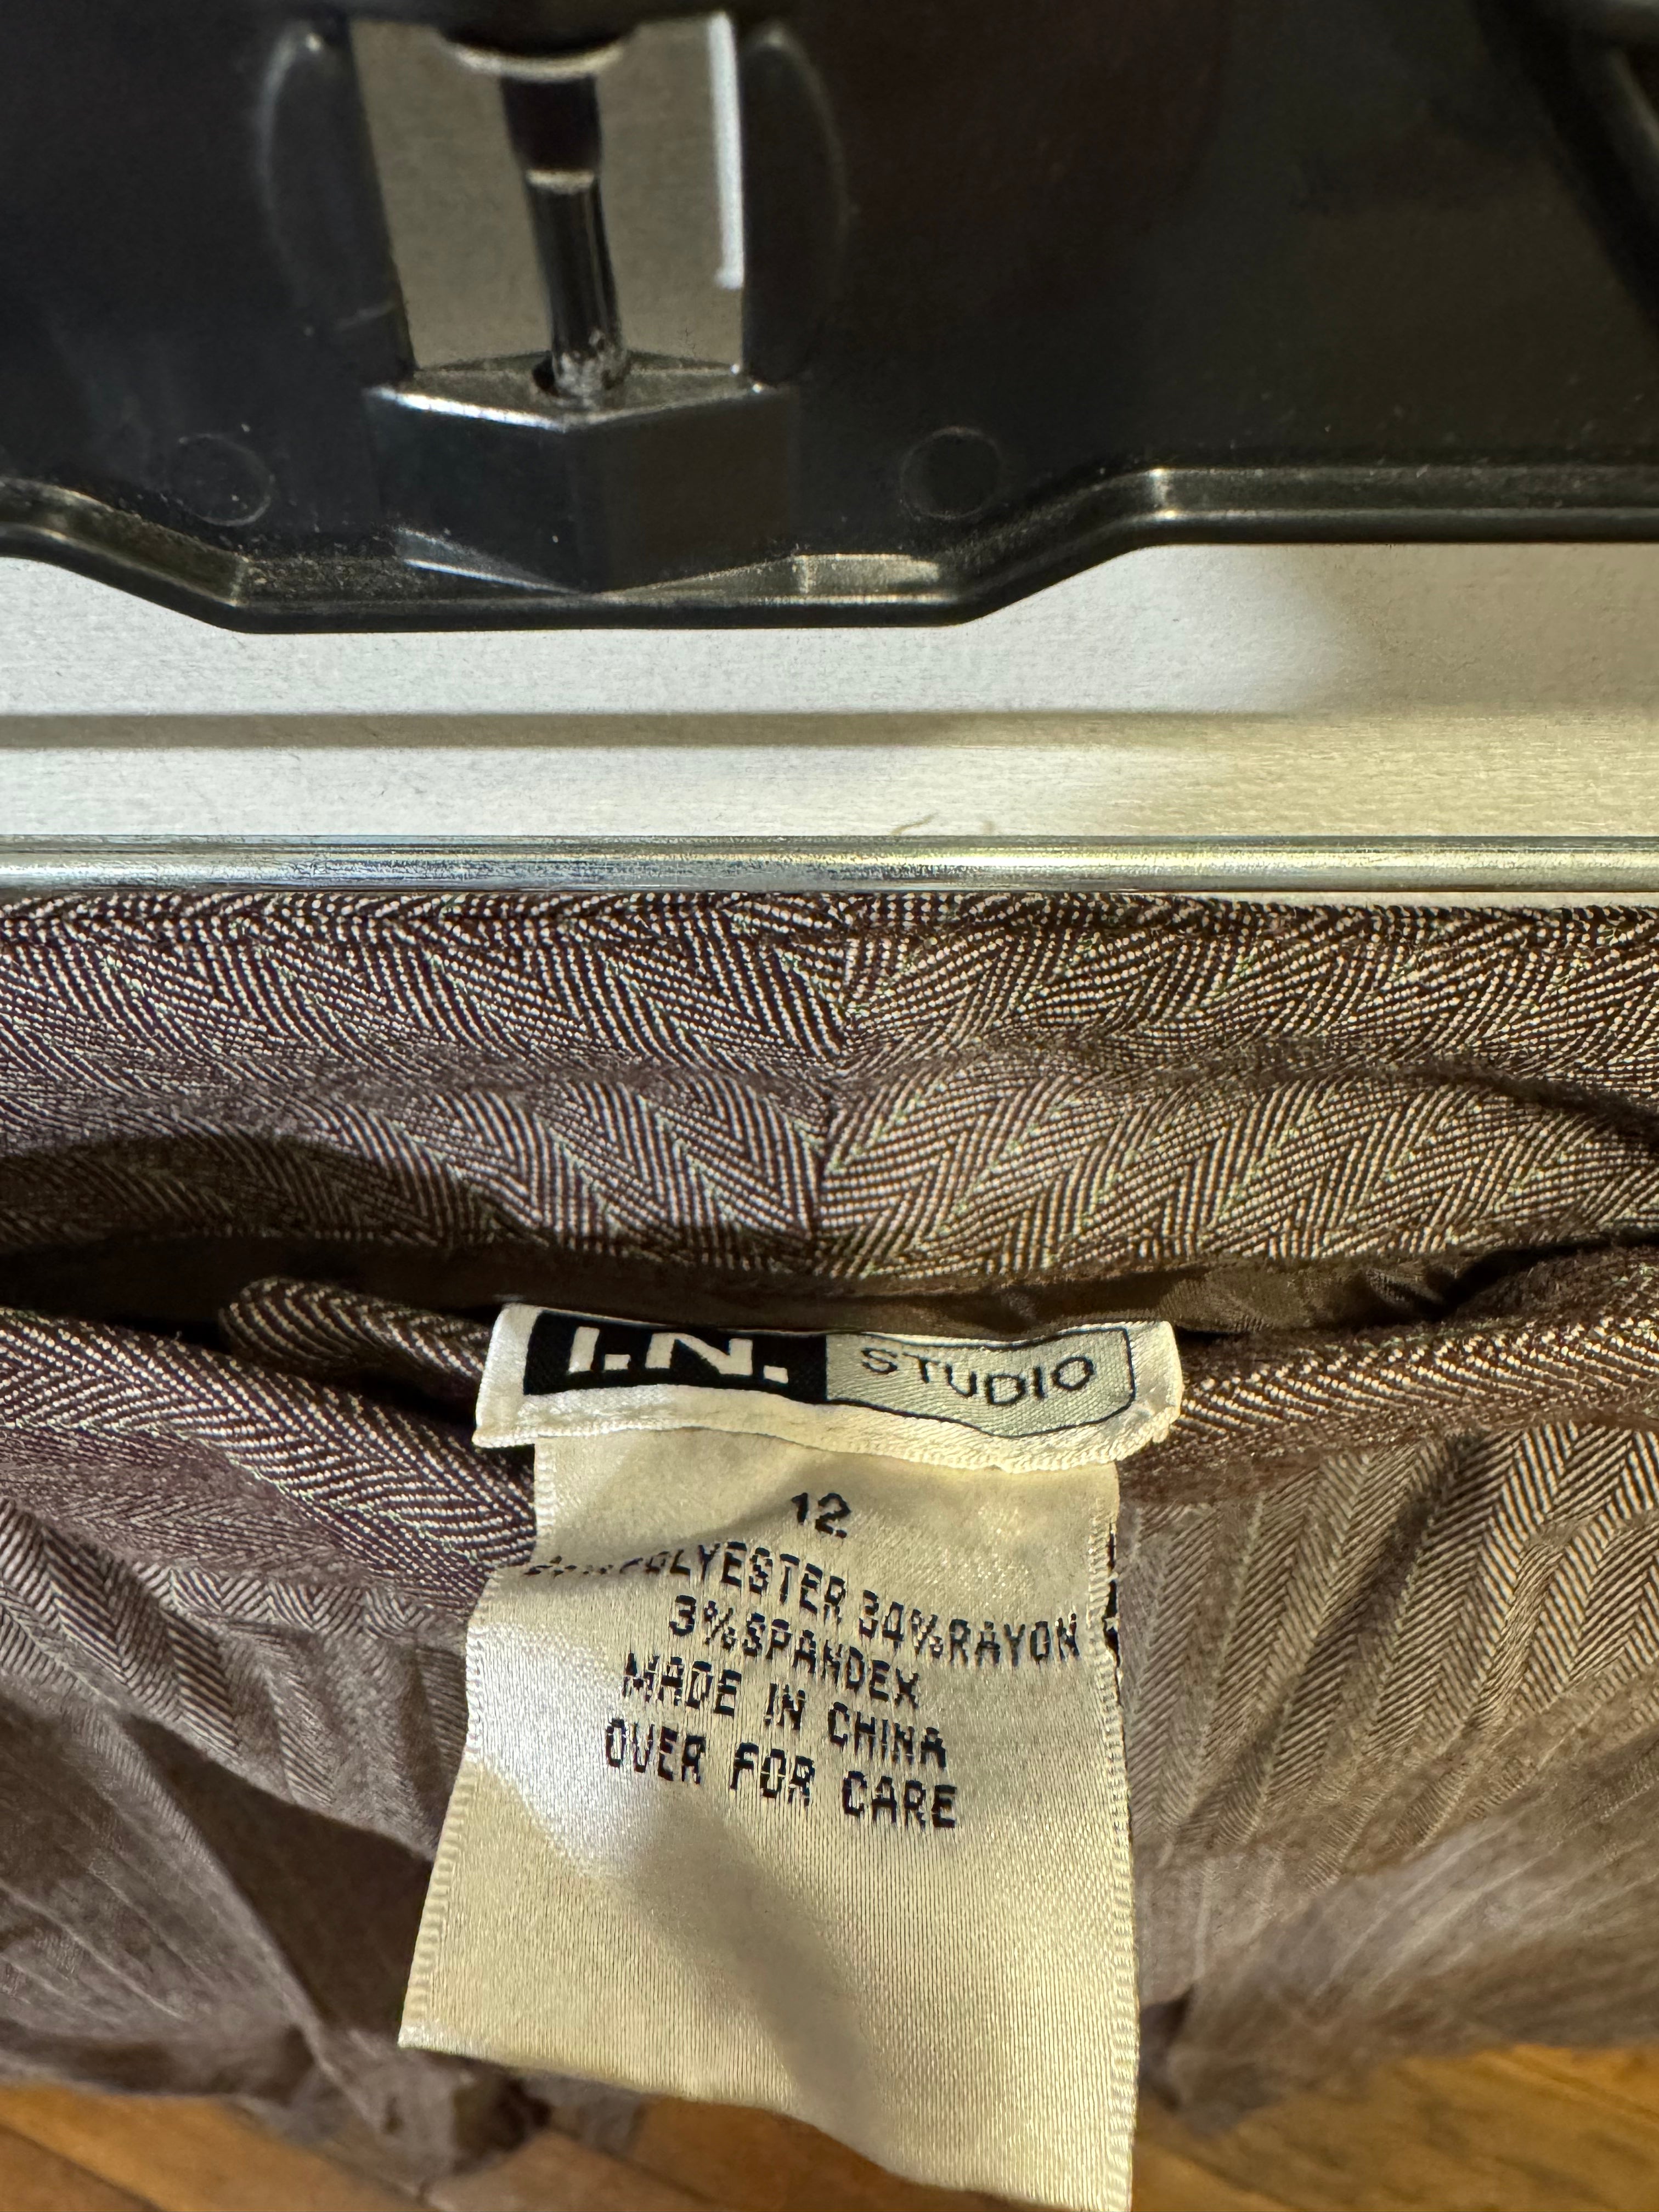 I.N. STUDIO
12
POLYESTER 34%RAYON
3%SPANDEX
MADE IN CHINA
OVER FOR CARE